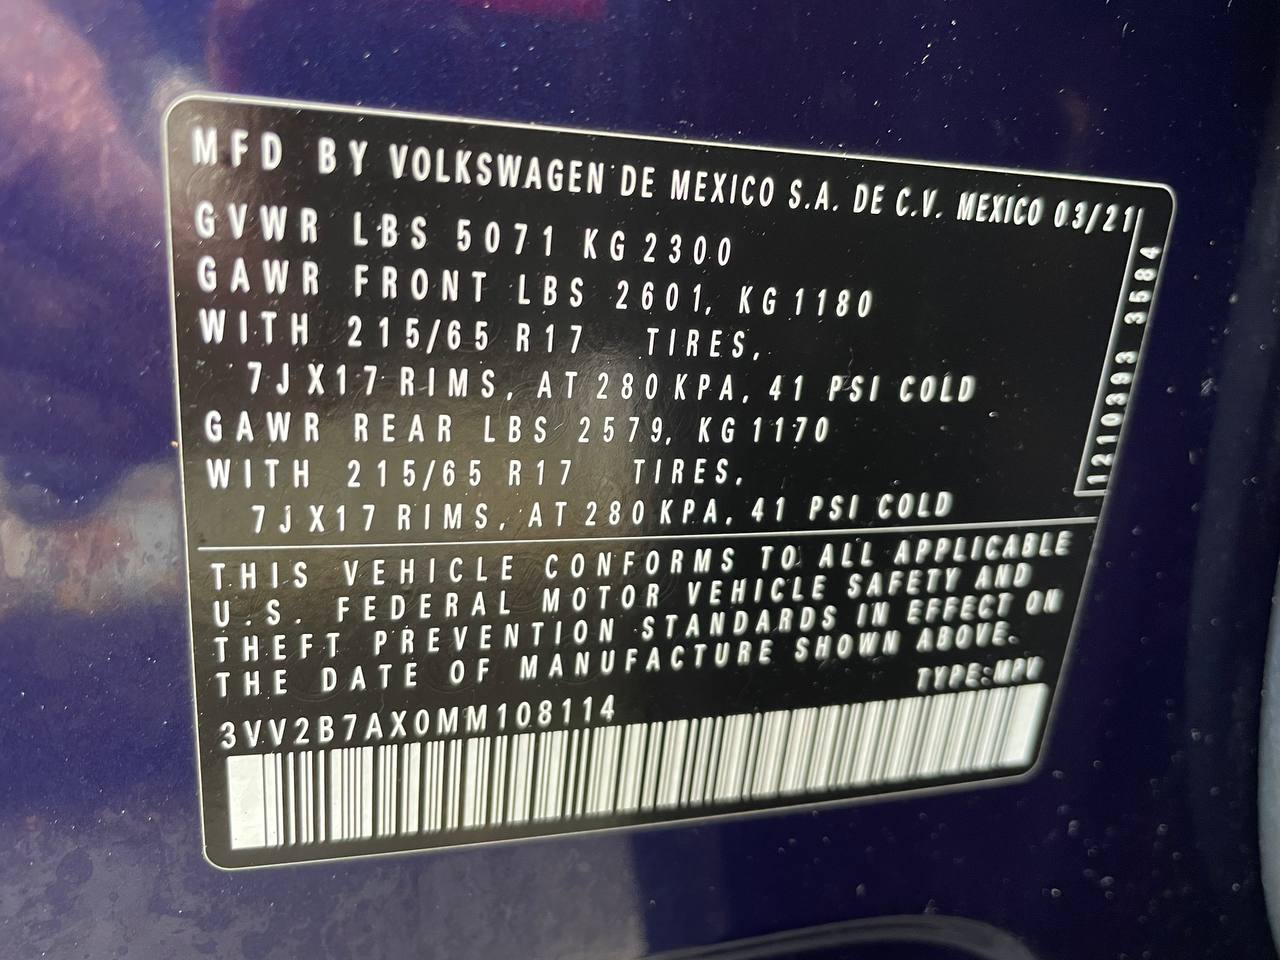 MFD BY VOLKSWAGEN DE MEXICO S.A. DE C.V. MEXICO 03/21
GVWR LBS 5071 KG 2300
GAWR FRONT LBS 2601, KG 1180
WITH 215/65 R17 TIRES,
7J X17 RIMS, AT 280 KPA, 41 PSI COLD
GAWR REAR LBS 2579, KG 1170
WITH 215/65 R17 TIRES,
7J X17 RIMS, AT 280 KPA, 41 PSI COLD
1210393 3584
THIS VEHICLE CONFORMS TO ALL APPLICABLE
U.S. FEDERAL MOTOR VEHICLE SAFETY AND
THEFT PREVENTION STANDARDS IN EFFECT ON
THE DATE OF MANUFACTURE SHOWN ABOVE.
TYPE:MPV
3VV2B7AX0MM108114